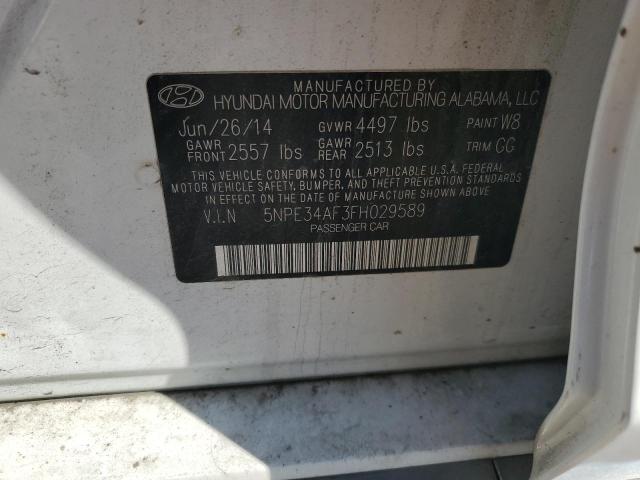 MANUFACTURED BY
HYUNDAI MOTOR MANUFACTURING ALABAMA, LLC
Jun/26/14 GVWR 4497 lbs PAINT W8
GAWR FRONT 2557 lbs GAWR REAR 2513 lbs TRIM CG
THIS VEHICLE CONFORMS TO ALL APPLICABLE U.S.A. FEDERAL
MOTOR VEHICLE SAFETY, BUMPER, AND THEFT PREVENTION STANDARDS
IN EFFECT ON THE DATE OF MANUFACTURE SHOWN ABOVE.
V.I.N 5NPE34AF3FH029589
PASSENGER CAR